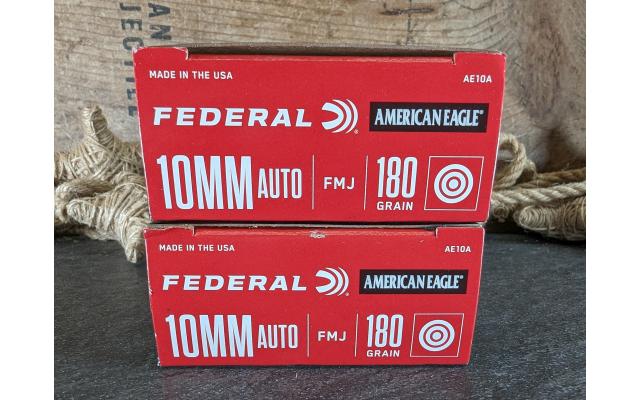 MADE IN THE USA
AE10A
FEDERAL AMERICAN EAGLE®
10MM AUTO FMJ 180 GRAIN
MADE IN THE USA
AE10A
FEDERAL AMERICAN EAGLE®
10MM AUTO FMJ 180 GRAIN